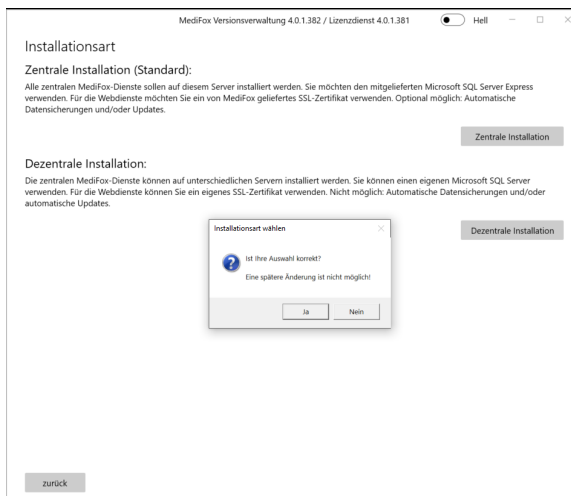 MediFox Versionsverwaltung 4.0.1.382 / Lizenzdienst 4.0.1.381
Hell
Installationsart
Zentrale Installation (Standard):
Alle zentralen MediFox-Dienste sollen auf diesem Server installiert werden. Sie möchten den mitgelieferten Microsoft SQL Server Express
verwenden. Für die Webdienste möchten Sie ein von MediFox geliefertes SSL-Zertifikat verwenden. Optional möglich: Automatische
Datensicherungen und/oder Updates.
Zentrale Installation
Dezentrale Installation:
Die zentralen MediFox-Dienste können auf unterschiedlichen Servern installiert werden. Sie können einen eigenen Microsoft SQL Server
verwenden. Für die Webdienste können Sie ein eigenes SSL-Zertifikat verwenden. Nicht möglich: Automatische Datensicherungen und/oder
automatische Updates.
Dezentrale Installation
Installationsart wählen
Ist Ihre Auswahl korrekt?
Eine spätere Änderung ist nicht möglich!
Ja
Nein
zurück